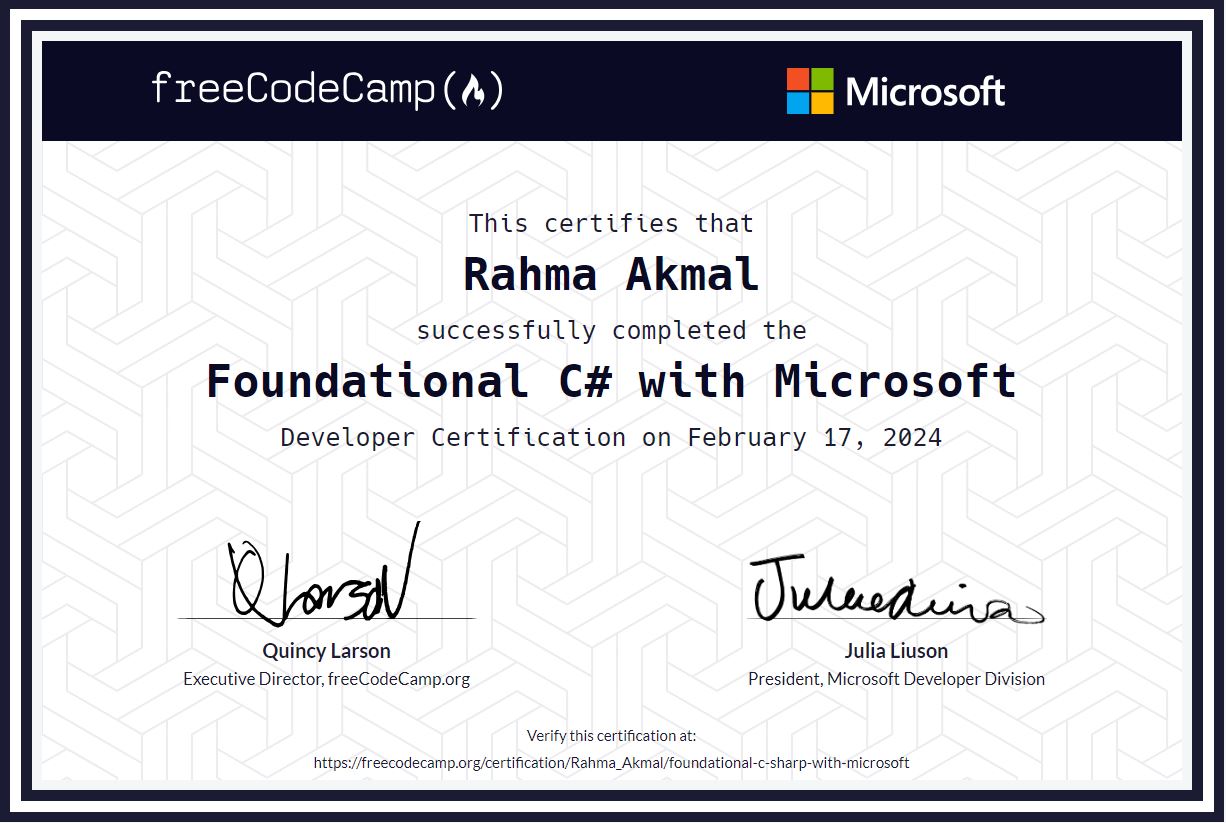 freeCodeCamp(🔥)
Microsoft
This certifies that
Rahma Akmal
successfully completed the
Foundational C# with Microsoft
Developer Certification on February 17, 2024
Quincy Larson
Executive Director, freeCodeCamp.org
Julia Liuson
President, Microsoft Developer Division
Verify this certification at:
https://freecodecamp.org/certification/Rahma_Akmal/foundational-c-sharp-with-microsoft